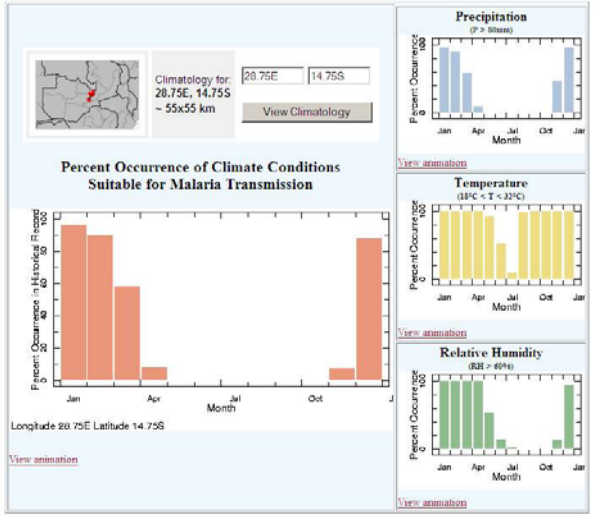 Climatology for:
28.75E, 14.75S
~ 55x55 km
28.75E
14.75S
View Climatology
Percent Occurrence of Climate Conditions
Suitable for Malaria Transmission
Percent Occurrence in Historical Record
0 20 40 60 80 100
Jan Apr Jul Oct J
Month
Longitude 28.75E Latitude 14.75S
View animation
Precipitation
(P > 80mm)
Percent Occurrence
0 100
Jan Apr Jul Oct Jan
Month
View animation
Temperature
(18°C < T < 32°C)
Percent Occurrence
0 100
Jan Apr Jul Oct Jan
Month
View animation
Relative Humidity
(RH > 60%)
Percent Occurrence
0 100
Jan Apr Jul Oct Jan
Month
View animation